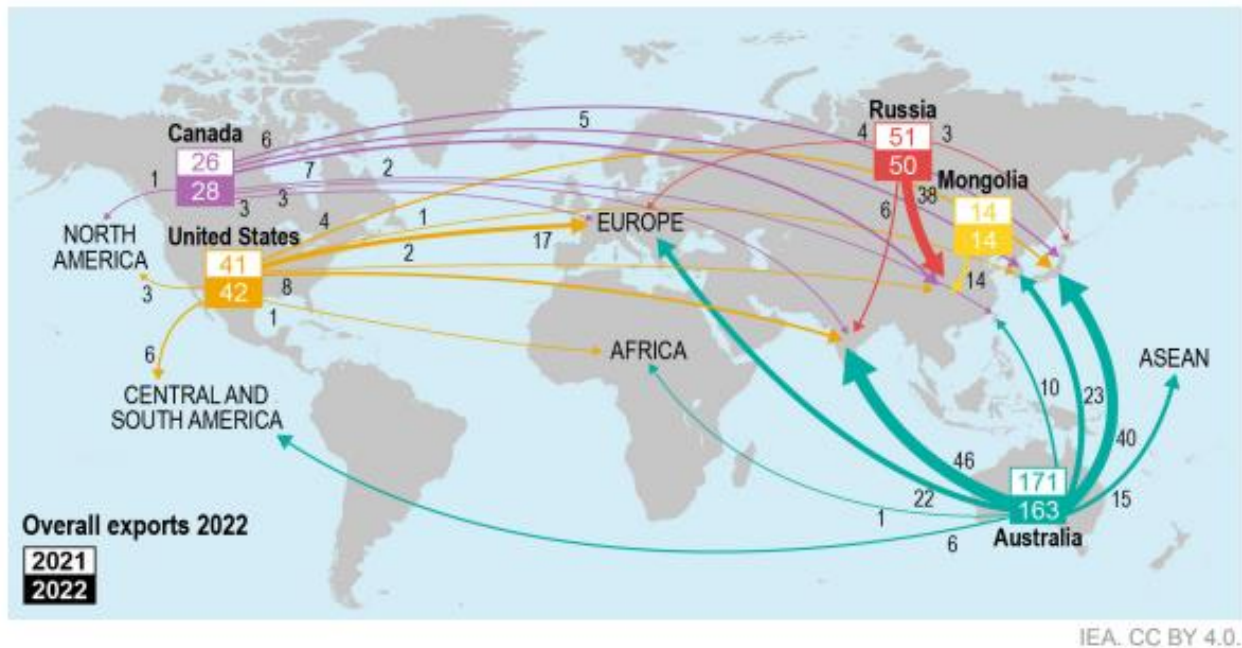 Canada
26
28
6
5
7
2
3
3
1
NORTH
AMERICA
United States
41
42
4
1
2
17
8
1
3
6
CENTRAL AND
SOUTH AMERICA
EUROPE
AFRICA
Russia
51
50
4
3
6
38
Mongolia
14
14
14
ASEAN
10
23
40
46
22
15
1
6
171
163
Australia
Overall exports 2022
2021
2022
IEA. CC BY 4.0.